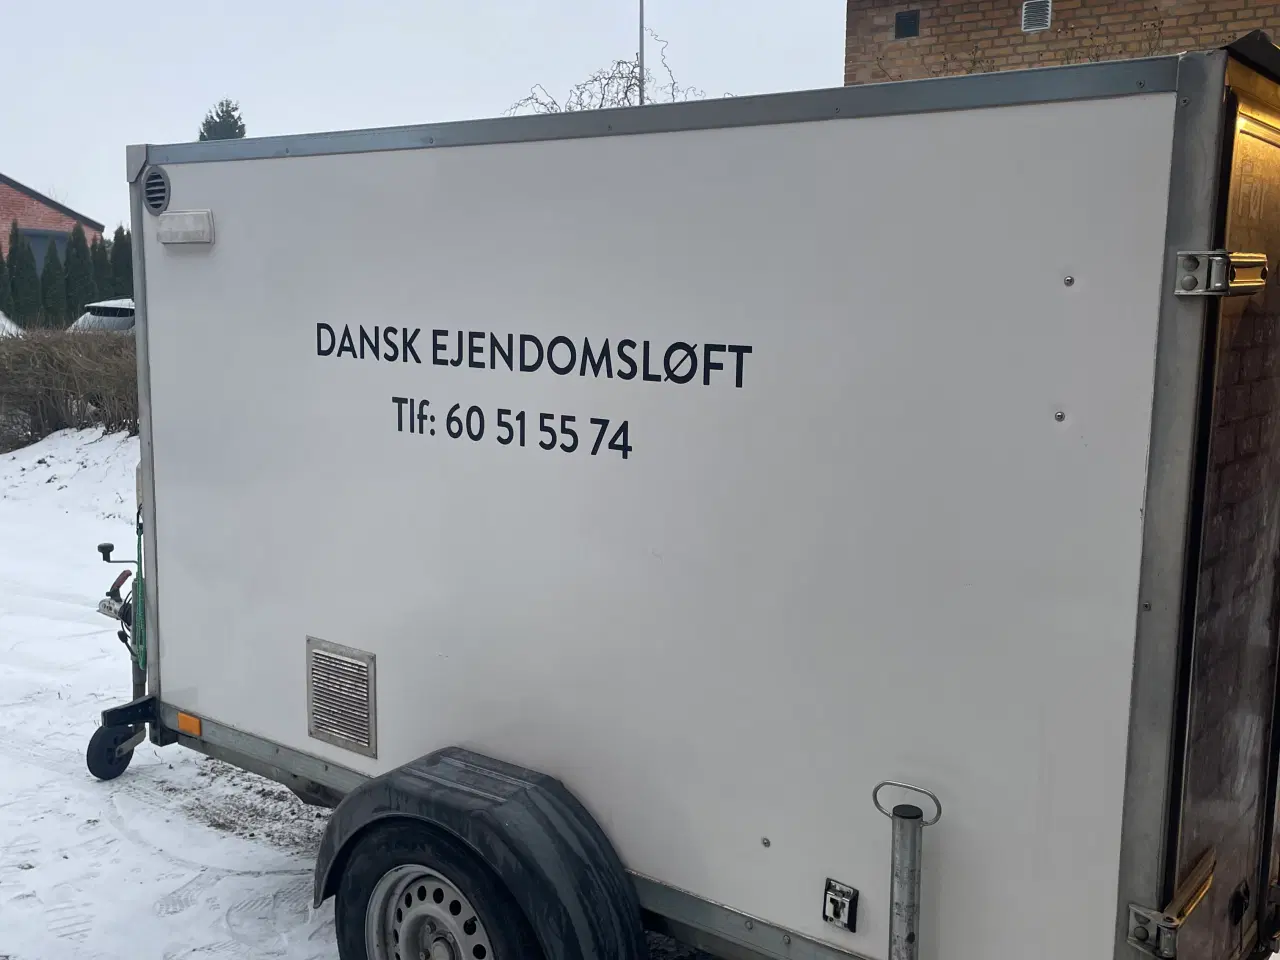 DANSK EJENDOMSLØFT
Tlf: 60 51 55 74